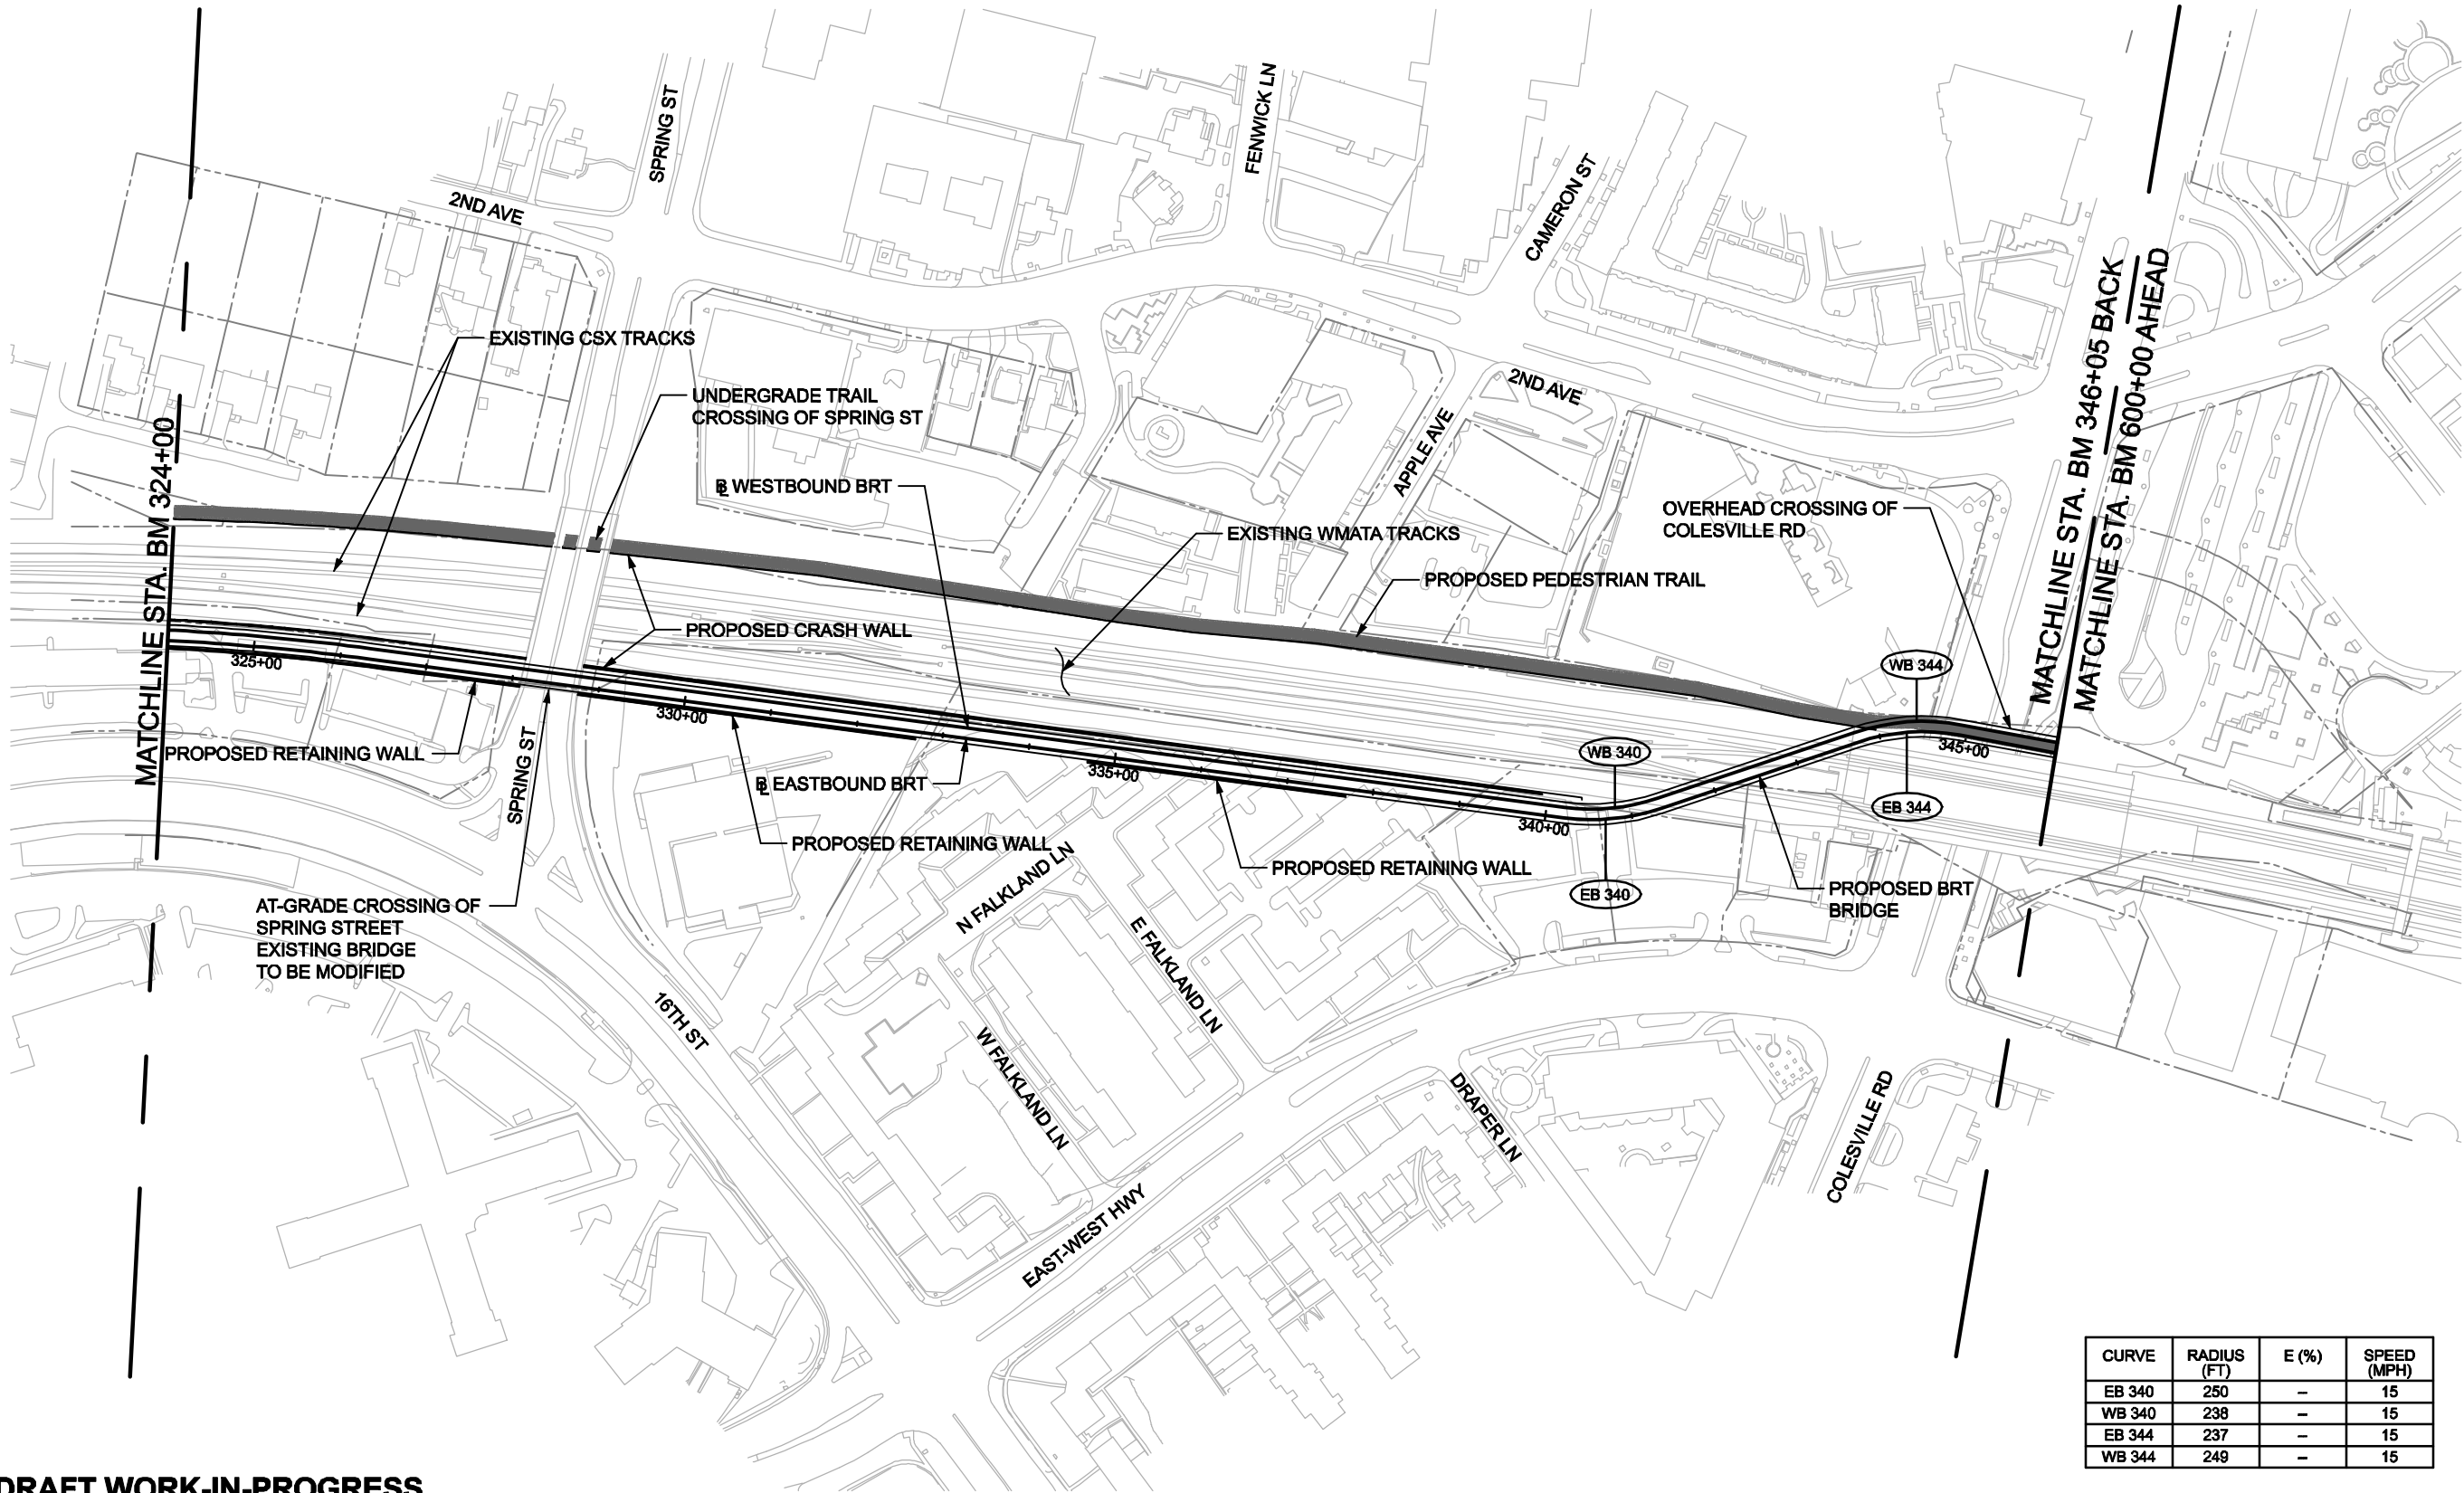 SPRING ST
FENWICK LN
CAMERON ST
2ND AVE
EXISTING CSX TRACKS
UNDERGRADE TRAIL
CROSSING OF SPRING ST
2ND AVE
APPLE AVE
MATCHLINE STA. BM 324+00
MATCHLINE STA. BM 346+05 BACK
MATCHLINE STA. BM 600+00 AHEAD
BL WESTBOUND BRT
OVERHEAD CROSSING OF
COLESVILLE RD
EXISTING WMATA TRACKS
PROPOSED PEDESTRIAN TRAIL
PROPOSED CRASH WALL
325+00
WB 344
330+00
PROPOSED RETAINING WALL
SPRING ST
WB 340
345+00
335+00
BL EASTBOUND BRT
EB 344
340+00
PROPOSED RETAINING WALL
PROPOSED RETAINING WALL
EB 340
PROPOSED BRT
BRIDGE
AT-GRADE CROSSING OF
SPRING STREET
EXISTING BRIDGE
TO BE MODIFIED
N FALKLAND LN
E FALKLAND LN
16TH ST
W FALKLAND LN
DRAPER LN
COLESVILLE RD
EAST-WEST HWY
CURVE RADIUS (FT) E (%) SPEED (MPH)
EB 340 250 – 15
WB 340 238 – 15
EB 344 237 – 15
WB 344 249 – 15
DRAFT WORK-IN-PROGRESS